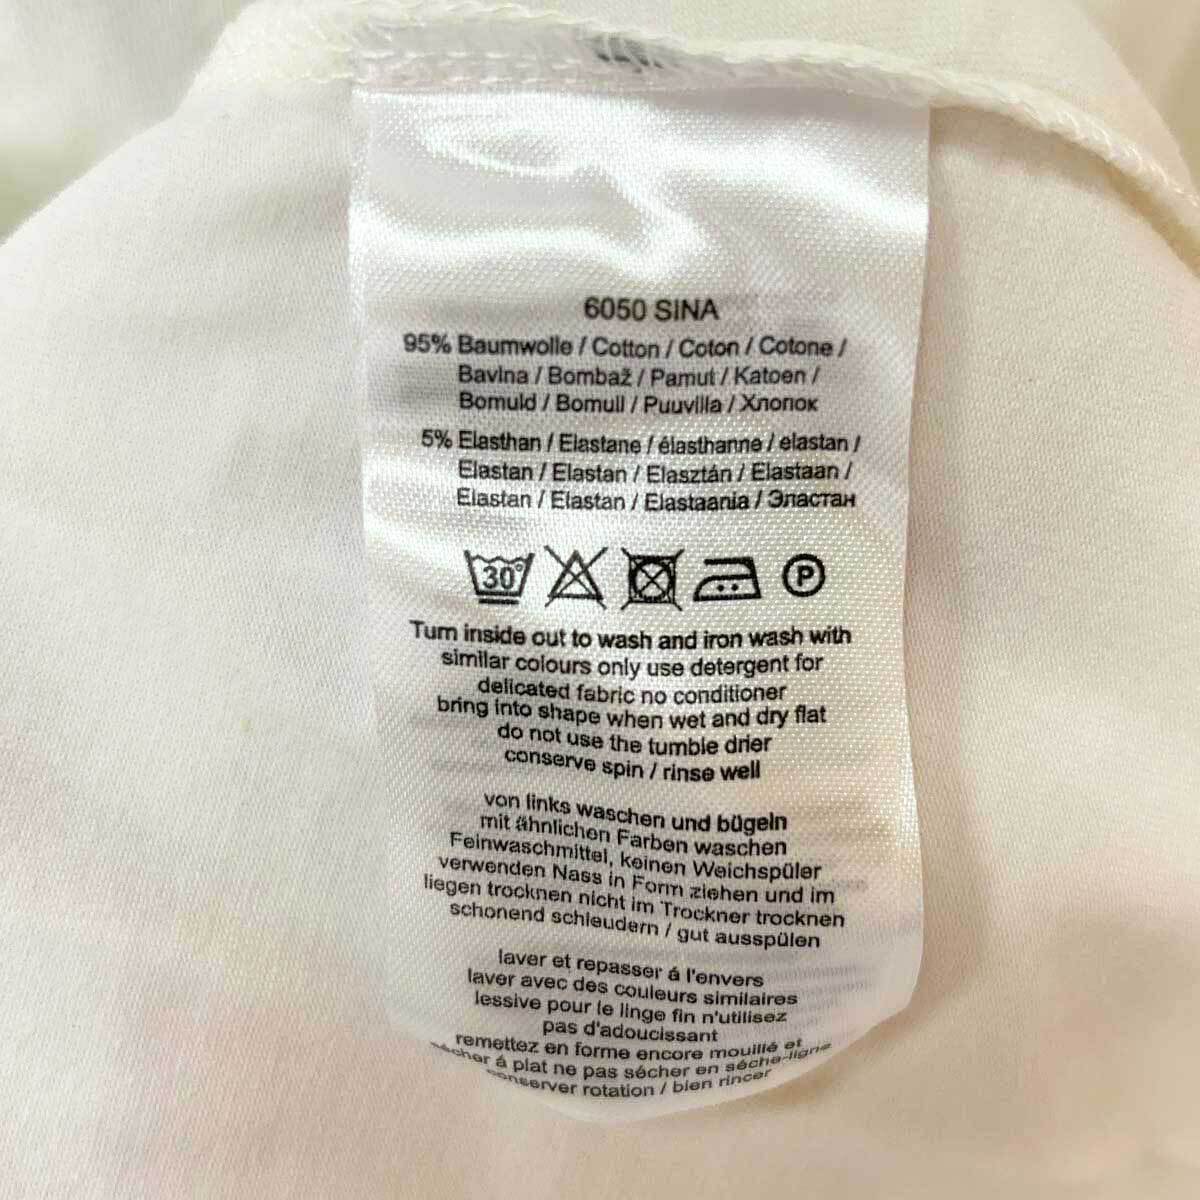 6050 SINA
95% Baumwolle / Cotton / Coton / Cotone /
Bavlna / Bombaž / Pamut / Katoen /
Bomuld / Bomull / Puuvilla / Хлопок
5% Elasthan / Elastane / élasthanne / elastan /
Elastan / Elastan / Elasztán / Elastaan /
Elastan / Elastan / Elastaania / Эластан
30° P
Turn inside out to wash and iron wash with
similar colours only use detergent for
delicated fabric no conditioner
bring into shape when wet and dry flat
do not use the tumble drier
conserve spin / rinse well
von links waschen und bügeln
mit ähnlichen Farben waschen
Feinwaschmittel, keinen Weichspüler
verwenden Nass in Form ziehen und im
liegen trocknen nicht im Trockner trocknen
schonend schleudern / gut ausspülen
laver et repasser á l'envers
laver avec des couleurs similaires
lessive pour le linge fin n'utilisez
pas d'adoucissant
remettez en forme encore mouillé et
sécher á plat ne pas sécher en séche-ligne
conserver rotation / bien rincer